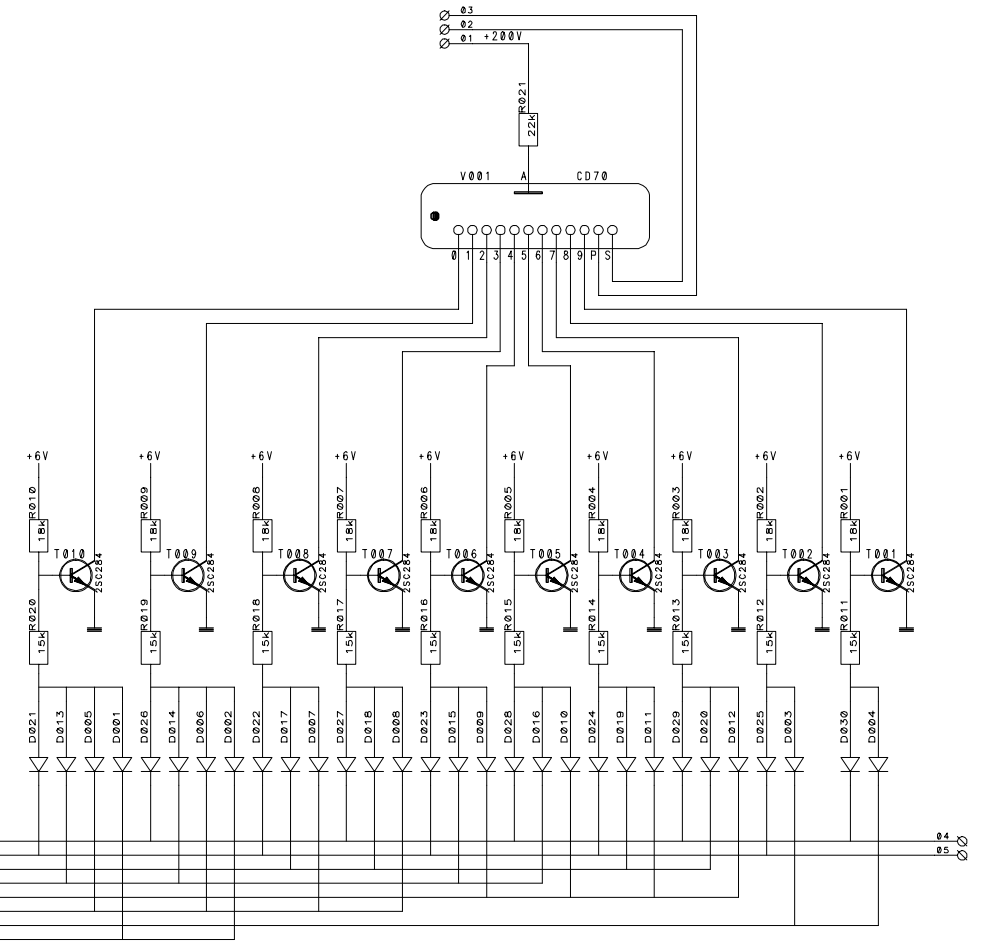 03
02
01 +200V
R021
22k
V001 A CD70
0 1 2 3 4 5 6 7 8 9 P S
+6V +6V +6V +6V +6V +6V +6V +6V +6V +6V
R010 R009 R008 R007 R006 R005 R004 R003 R002 R001
18k 18k 18k 18k 18k 18k 18k 18k 18k 18k
T010 T009 T008 T007 T006 T005 T004 T003 T002 T001
2SC284 2SC284 2SC284 2SC284 2SC284 2SC284 2SC284 2SC284 2SC284 2SC284
R020 R019 R018 R017 R016 R015 R014 R013 R012 R011
15k 15k 15k 15k 15k 15k 15k 15k 15k 15k
D021 D013 D005 D001 D026 D014 D006 D002 D022 D017 D007 D027 D018 D008 D023 D015 D009 D028 D016 D010 D024 D019 D011 D029 D020 D012 D025 D003 D030 D004
04
05